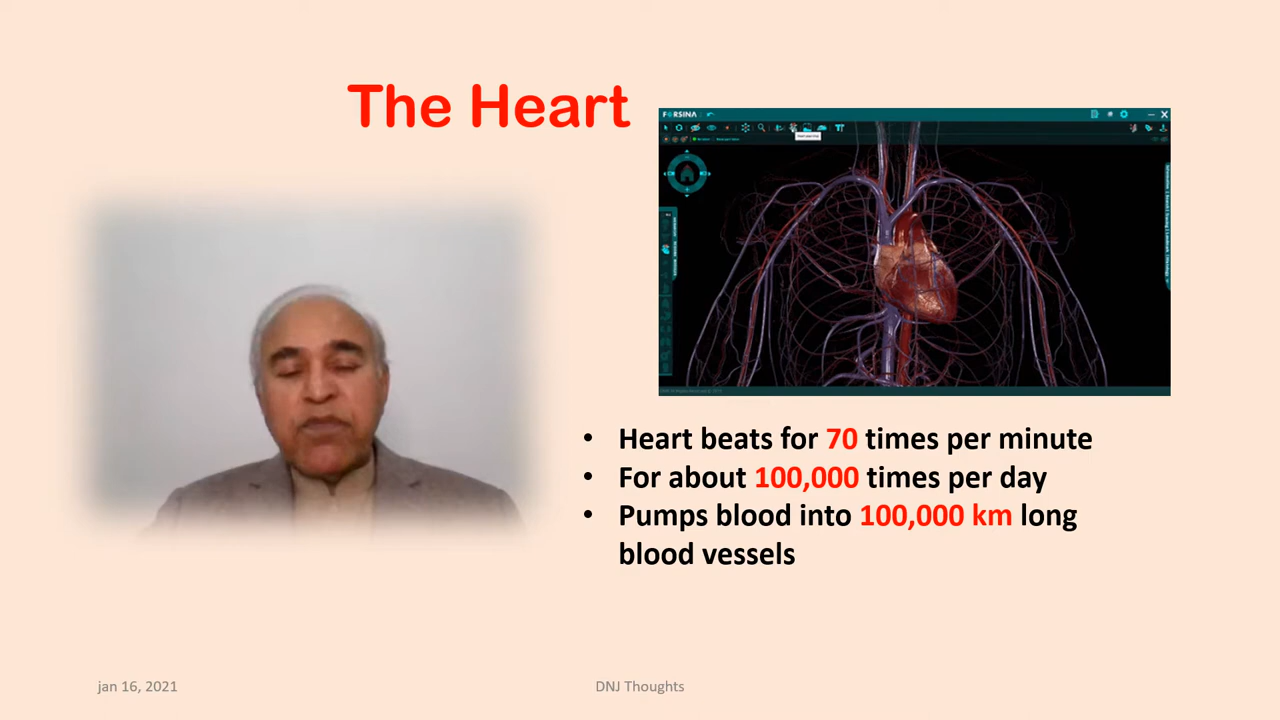 The Heart
FORSINA
• Heart beats for 70 times per minute
• For about 100,000 times per day
• Pumps blood into 100,000 km long
blood vessels
jan 16, 2021
DNJ Thoughts